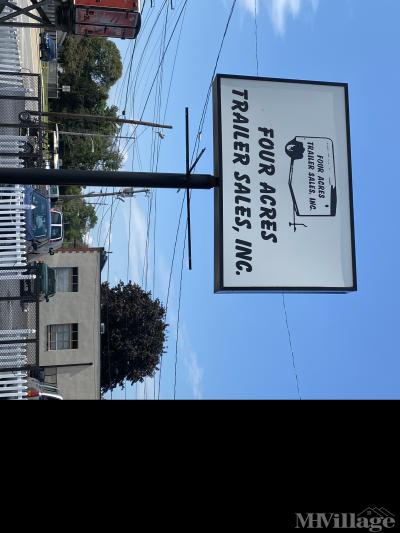 FOUR ACRES
TRAILER SALES, INC.
FOUR ACRES
TRAILER SALES, INC.
MHVillage